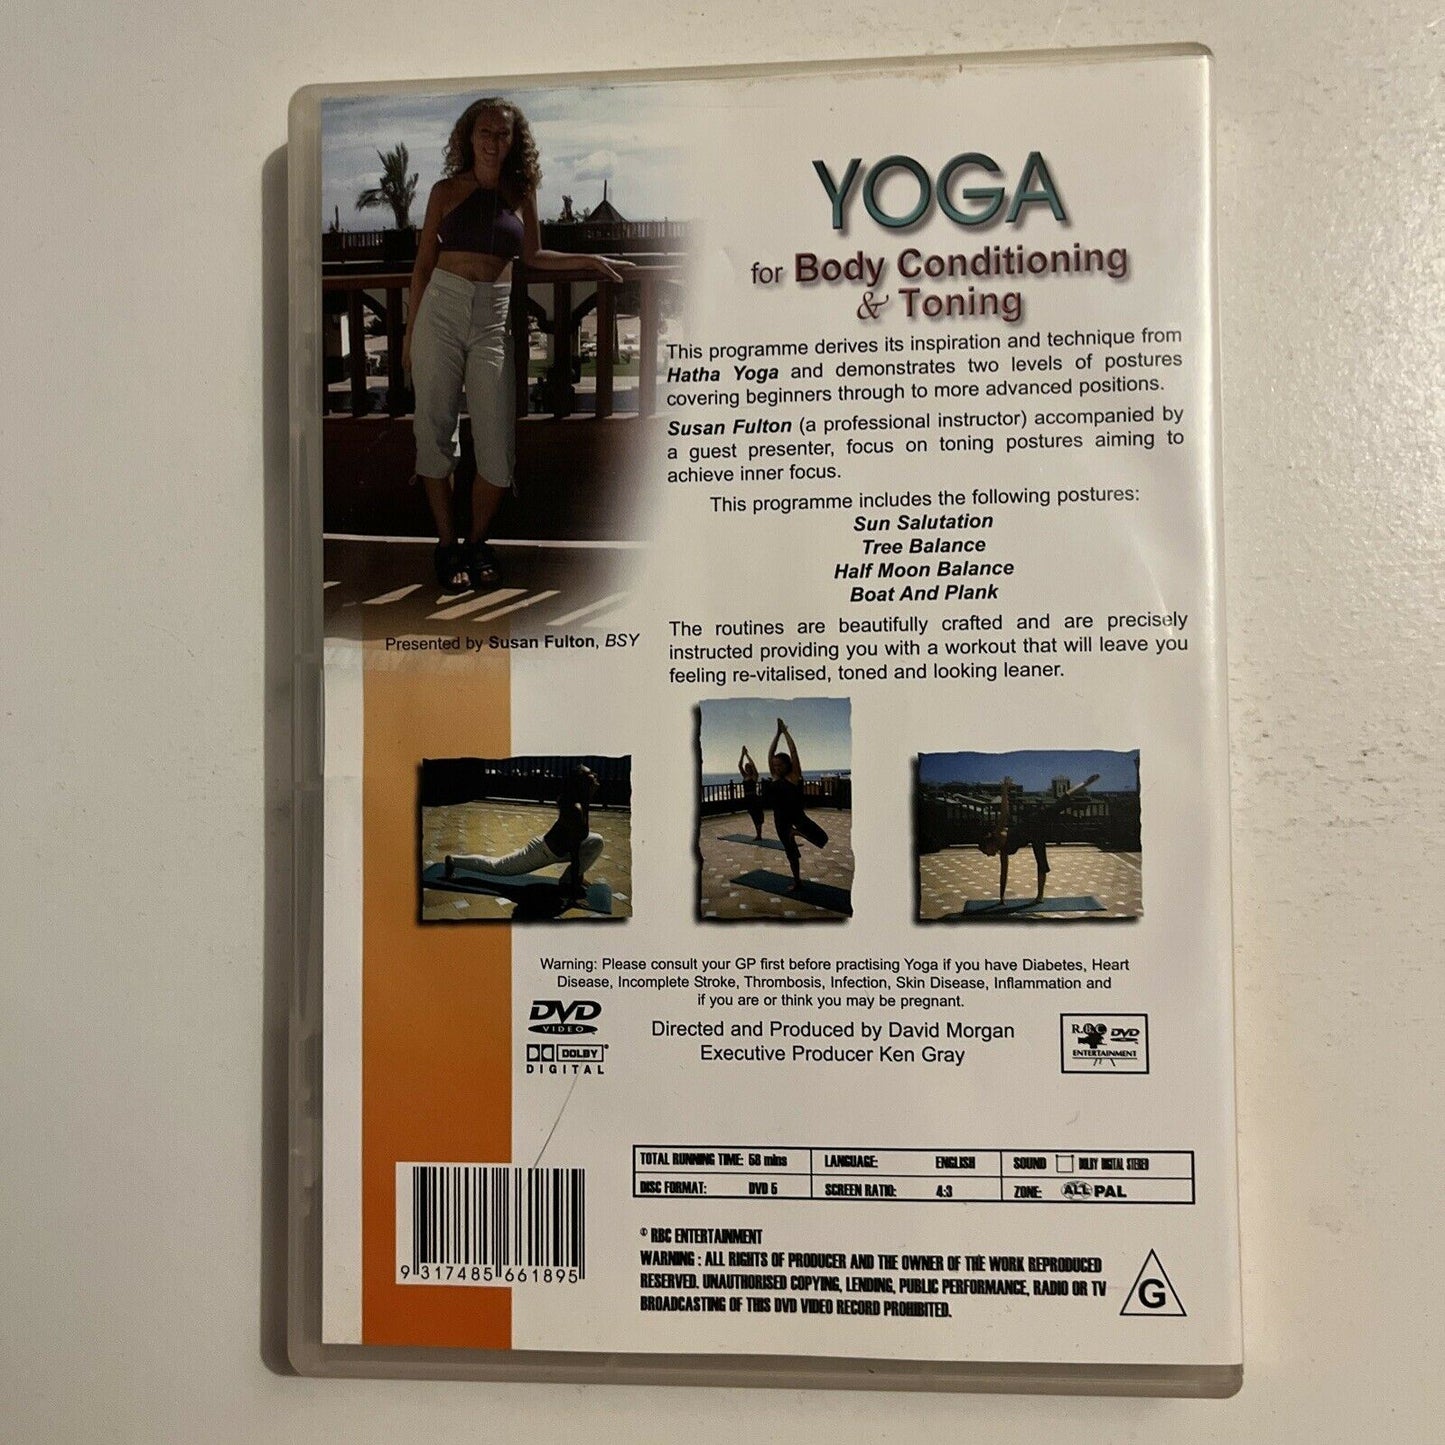 YOGA
for Body Conditioning
& Toning
This programme derives its inspiration and technique from
Hatha Yoga and demonstrates two levels of postures
covering beginners through to more advanced positions.
Susan Fulton (a professional instructor) accompanied by
a guest presenter, focus on toning postures aiming to
achieve inner focus.
This programme includes the following postures:
Sun Salutation
Tree Balance
Half Moon Balance
Boat And Plank
The routines are beautifully crafted and are precisely
instructed providing you with a workout that will leave you
feeling re-vitalised, toned and looking leaner.
Presented by Susan Fulton, BSY
Warning: Please consult your GP first before practising Yoga if you have Diabetes, Heart
Disease, Incomplete Stroke, Thrombosis, Infection, Skin Disease, Inflammation and
if you are or think you may be pregnant.
DVD
VIDEO
DOLBY
DIGITAL
Directed and Produced by David Morgan
Executive Producer Ken Gray
R.B.C DVD
ENTERTAINMENT
TOTAL RUNNING TIME: 58 mins LANGUAGE: ENGLISH SOUND DOLBY DIGITAL STEREO
DISC FORMAT: DVD 5 SCREEN RATIO: 4:3 ZONE: ALL PAL
© RBC ENTERTAINMENT
WARNING : ALL RIGHTS OF PRODUCER AND THE OWNER OF THE WORK REPRODUCED
RESERVED. UNAUTHORISED COPYING, LENDING, PUBLIC PERFORMANCE, RADIO OR TV
BROADCASTING OF THIS DVD VIDEO RECORD PROHIBITED.
G
9 317485 661895